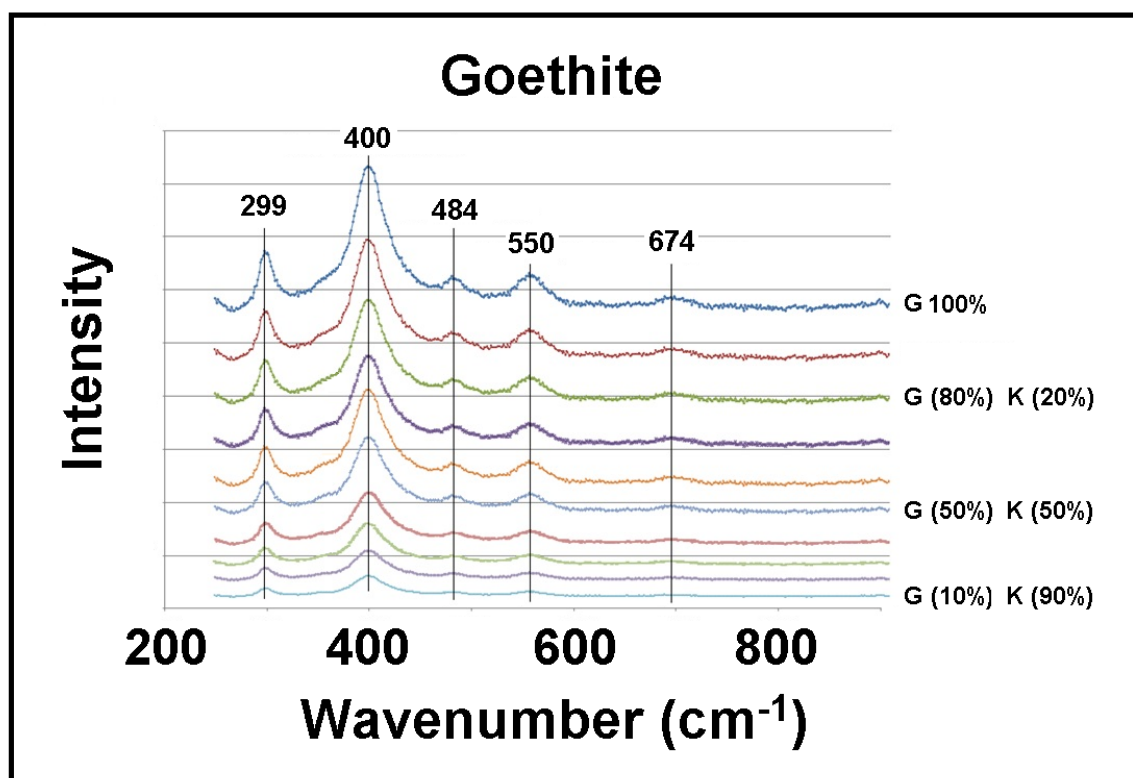 Goethite
400
299
484
550
674
Intensity
G 100%
G (80%) K (20%)
G (50%) K (50%)
G (10%) K (90%)
200 400 600 800
Wavenumber (cm-1)